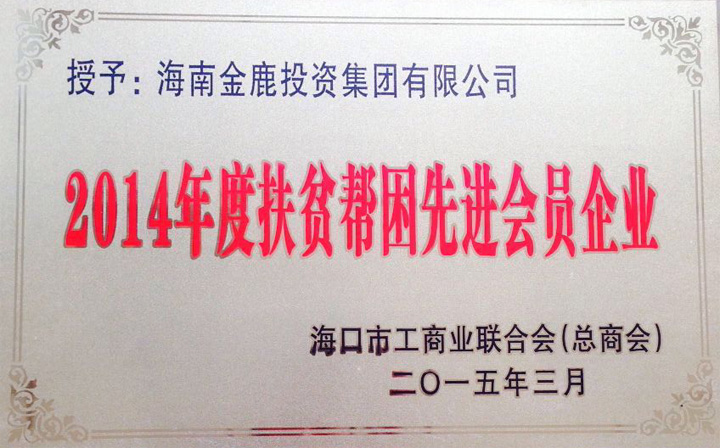 授予：海南金鹿投资集团有限公司
2014年度扶贫帮困先进会员企业
海口市工商业联合会(总商会)
二〇一五年三月